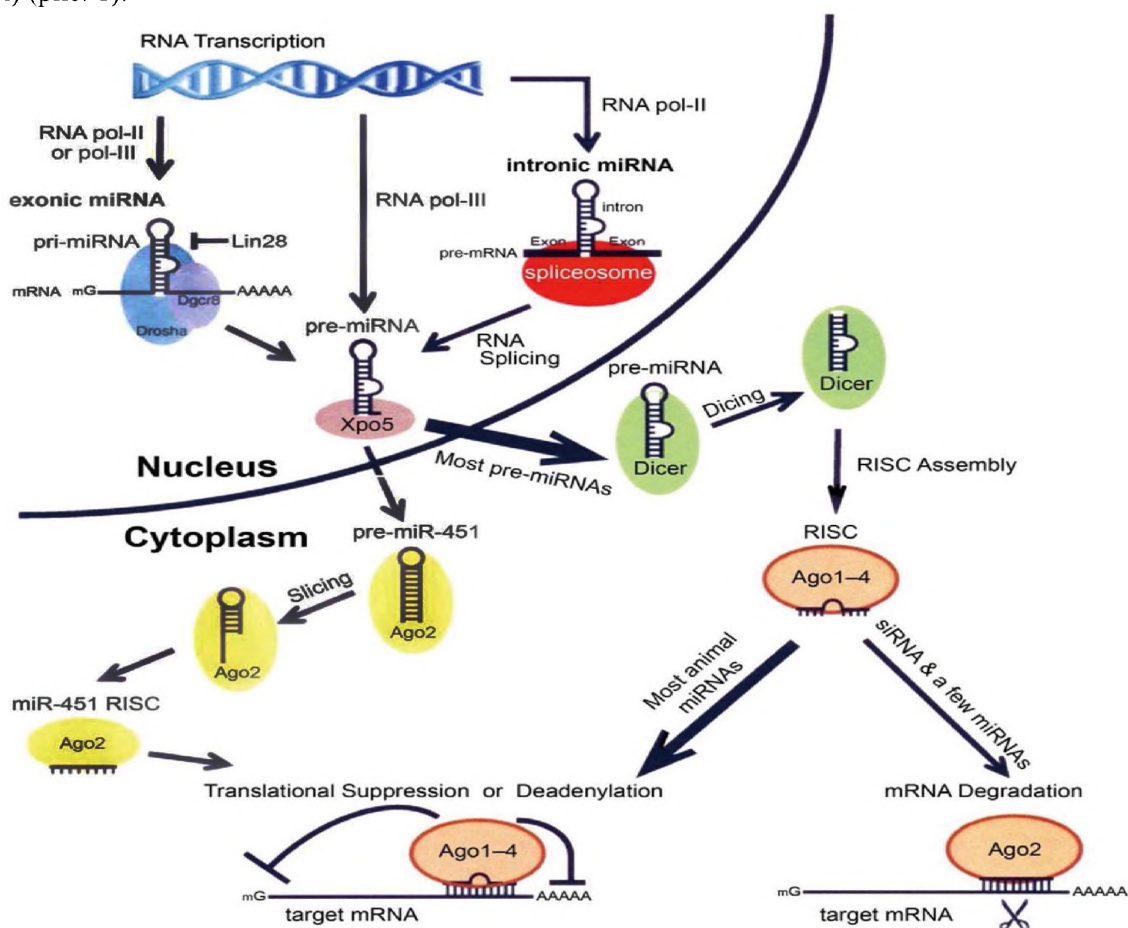 RNA Transcription
RNA pol-II
or pol-III
RNA pol-II
RNA pol-III
exonic miRNA
intronic miRNA
pri-miRNA
Lin28
intron
Exon Exon
pre-mRNA
spliceosome
mRNA mG AAAAA
Dgcr8
Drosha
pre-miRNA
RNA
Splicing
Xpo5
pre-miRNA
Dicer
Dicing
Dicer
Nucleus
Most pre-miRNAs
RISC Assembly
Cytoplasm
pre-miR-451
RISC
Ago1–4
Slicing
Ago2
Ago2
miR-451 RISC
Ago2
Most animal
miRNAs
siRNA & a few miRNAs
Translational Suppression or Deadenylation
mRNA Degradation
Ago1–4
Ago2
mG AAAAA
target mRNA
mG AAAAA
target mRNA